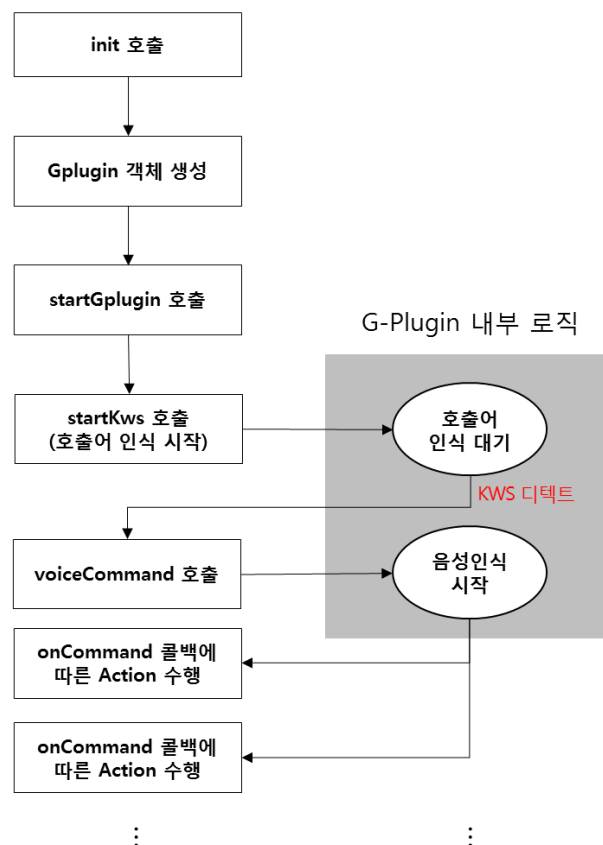 init 호출
Gplugin 객체 생성
startGplugin 호출
G-Plugin 내부 로직
startKws 호출
(호출어 인식 시작)
호출어
인식 대기
KWS 디텍트
voiceCommand 호출
음성인식
시작
onCommand 콜백에
따른 Action 수행
onCommand 콜백에
따른 Action 수행